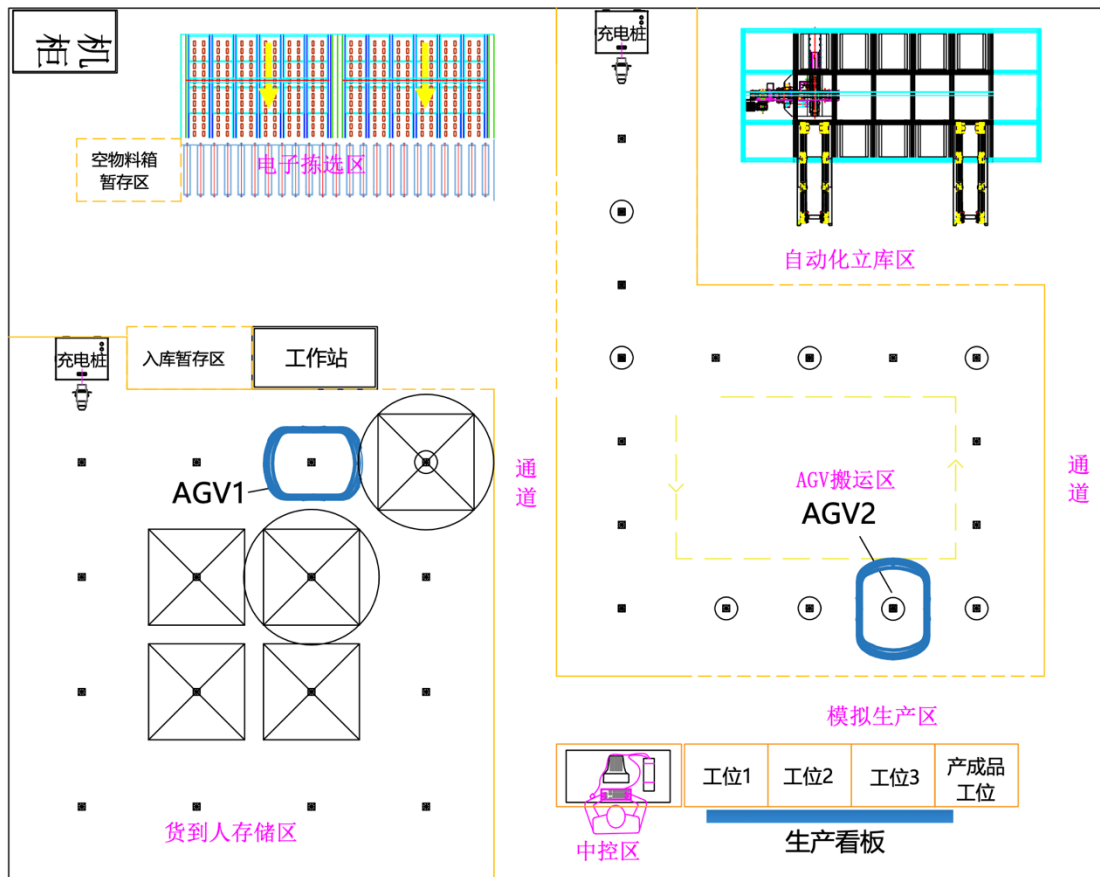 机柜
充电桩
空物料箱
暂存区
电子拣选区
自动化立库区
充电桩
入库暂存区
工作站
通道
AGV1
AGV搬运区
AGV2
通道
货到人存储区
模拟生产区
工位1
工位2
工位3
产成品
工位
中控区
生产看板